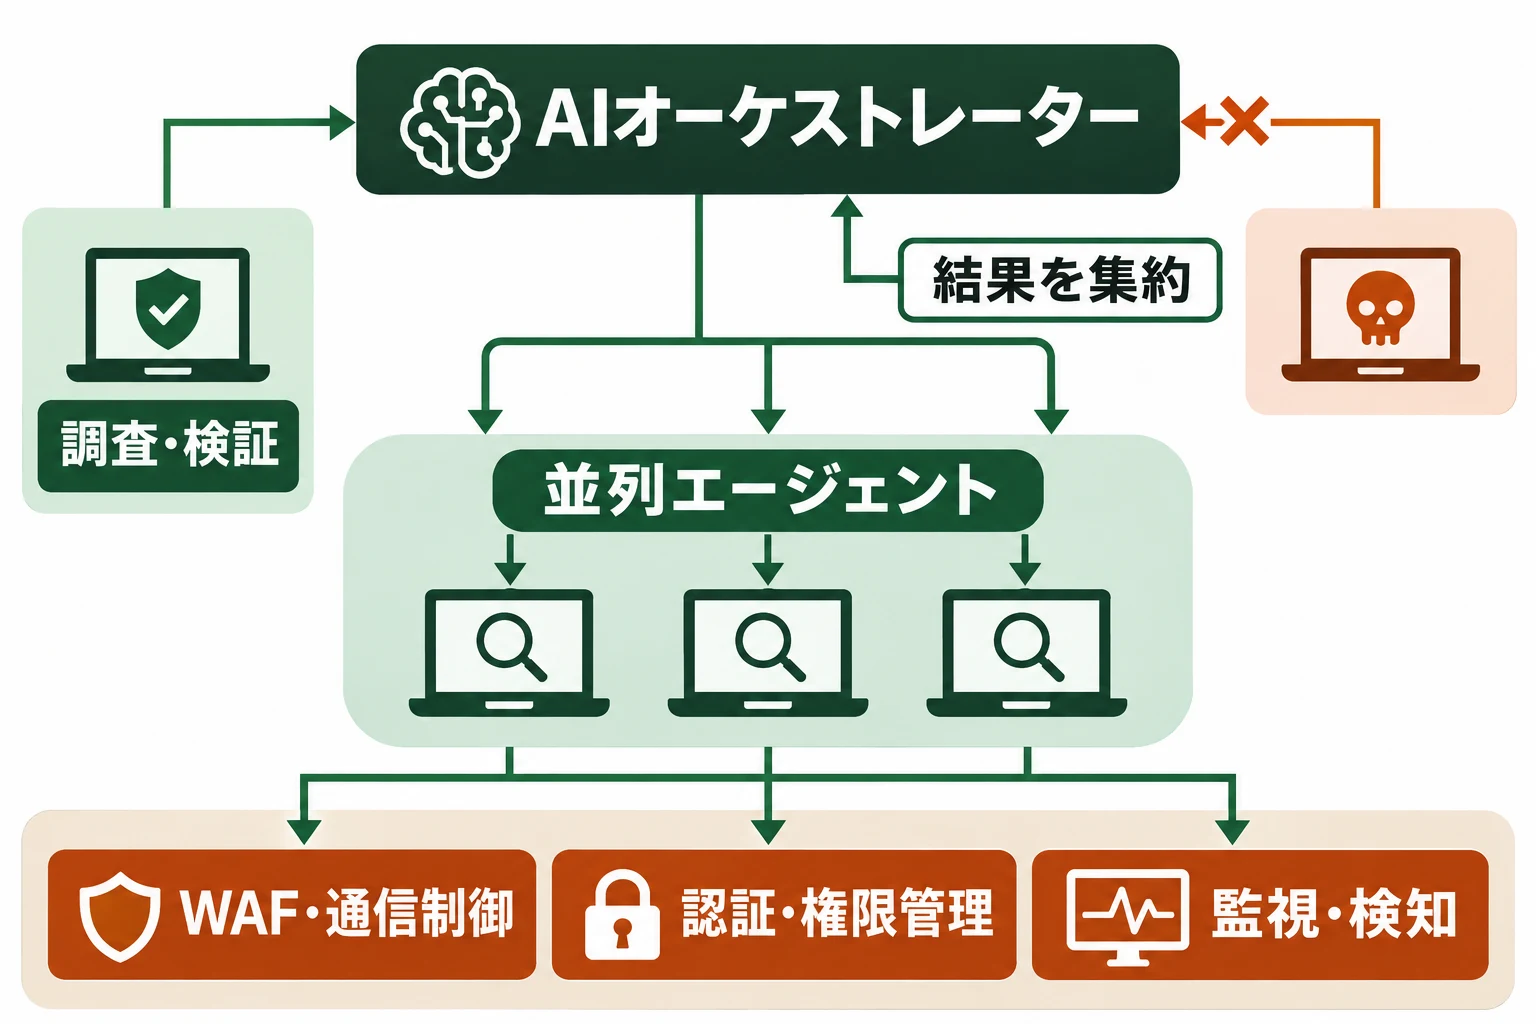 AIオーケストレーター
結果を集約
調査・検証
並列エージェント
WAF・通信制御
認証・権限管理
監視・検知